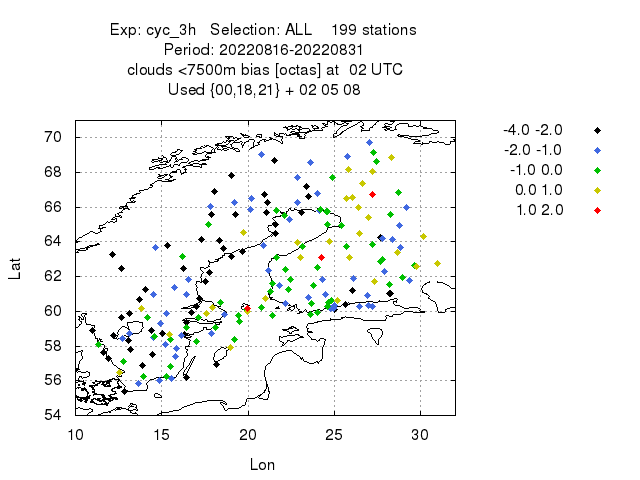 Exp: cyc_3h   Selection: ALL    199 stations
Period: 20220816-20220831
clouds <7500m bias [octas] at  02 UTC
Used {00,18,21} + 02 05 08
-4.0 -2.0
-2.0 -1.0
-1.0  0.0
0.0  1.0
1.0  2.0
Lat
70
68
66
64
62
60
58
56
54
10 15 20 25 30
Lon